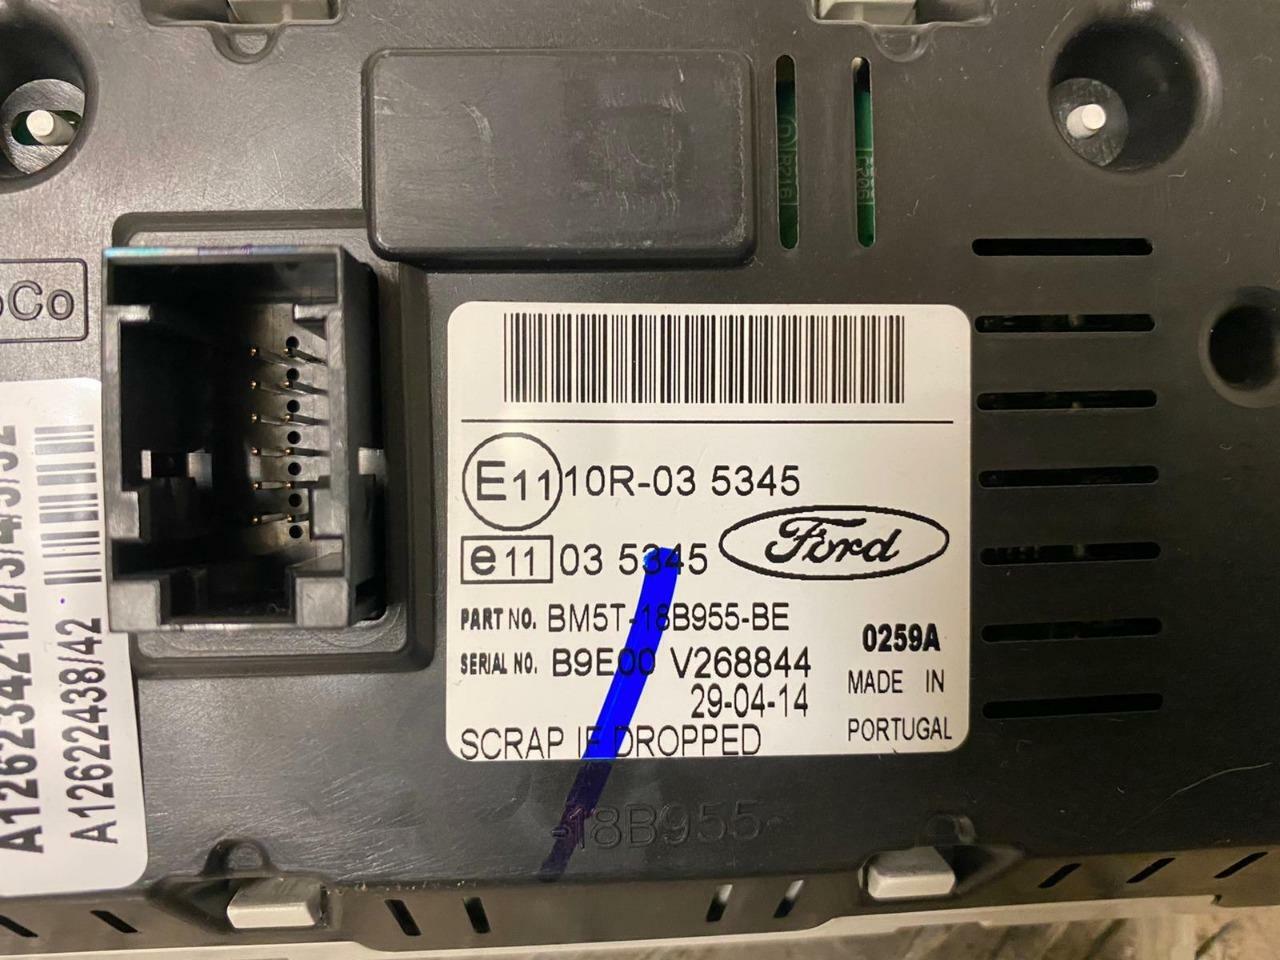 E11 10R-03 5345
e11 03 5345
Ford
PART NO. BM5T-18B955-BE
SERIAL NO. B9E00 V268844
0259A
29-04-14
MADE IN
PORTUGAL
SCRAP IF DROPPED
-18B955-
A12622438/42